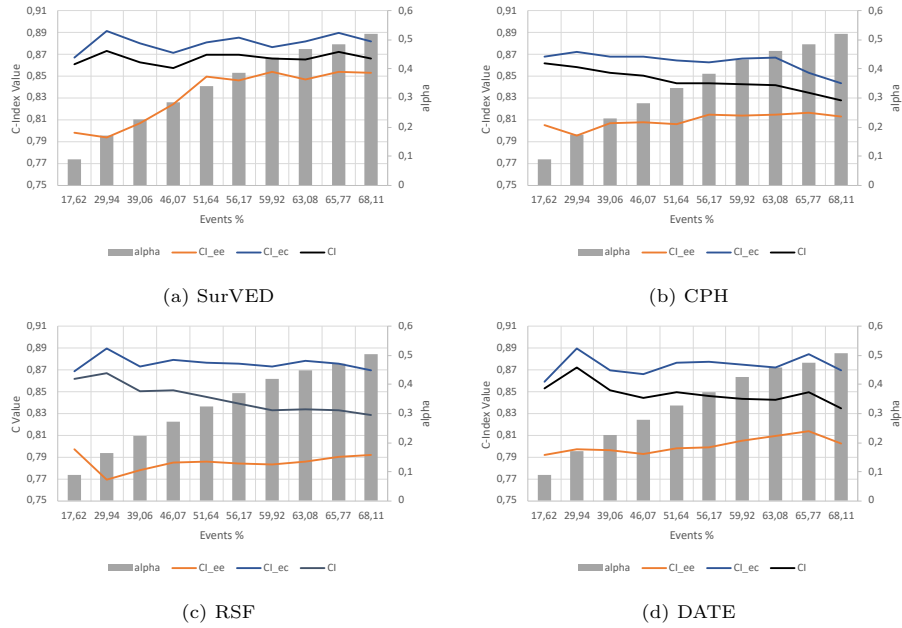 0,91
0,89
0,87
0,85
0,83
0,81
0,79
0,77
0,75
C-Index Value
0,6
0,5
0,4
0,3
0,2
0,1
0
alpha
17,62 29,94 39,06 46,07 51,64 56,17 59,92 63,08 65,77 68,11
Events %
alpha CI_ee CI_ec CI
(a) SurVED
0,91
0,89
0,87
0,85
0,83
0,81
0,79
0,77
0,75
C-Index Value
0,6
0,5
0,4
0,3
0,2
0,1
0
alpha
17,62 29,94 39,06 46,07 51,64 56,17 59,92 63,08 65,77 68,11
Events %
alpha CI_ee CI_ec CI
(b) CPH
0,91
0,89
0,87
0,85
0,83
0,81
0,79
0,77
0,75
C Value
0,6
0,5
0,4
0,3
0,2
0,1
0
alpha
17,62 29,94 39,06 46,07 51,64 56,17 59,92 63,08 65,77 68,11
Events %
alpha CI_ee CI_ec CI
(c) RSF
0,91
0,89
0,87
0,85
0,83
0,81
0,79
0,77
0,75
C-Index Value
0,6
0,5
0,4
0,3
0,2
0,1
0
alpha
17,62 29,94 39,06 46,07 51,64 56,17 59,92 63,08 65,77 68,11
Events %
alpha CI_ee CI_ec CI
(d) DATE